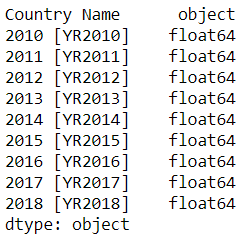 Country Name object
2010 [YR2010] float64
2011 [YR2011] float64
2012 [YR2012] float64
2013 [YR2013] float64
2014 [YR2014] float64
2015 [YR2015] float64
2016 [YR2016] float64
2017 [YR2017] float64
2018 [YR2018] float64
dtype: object